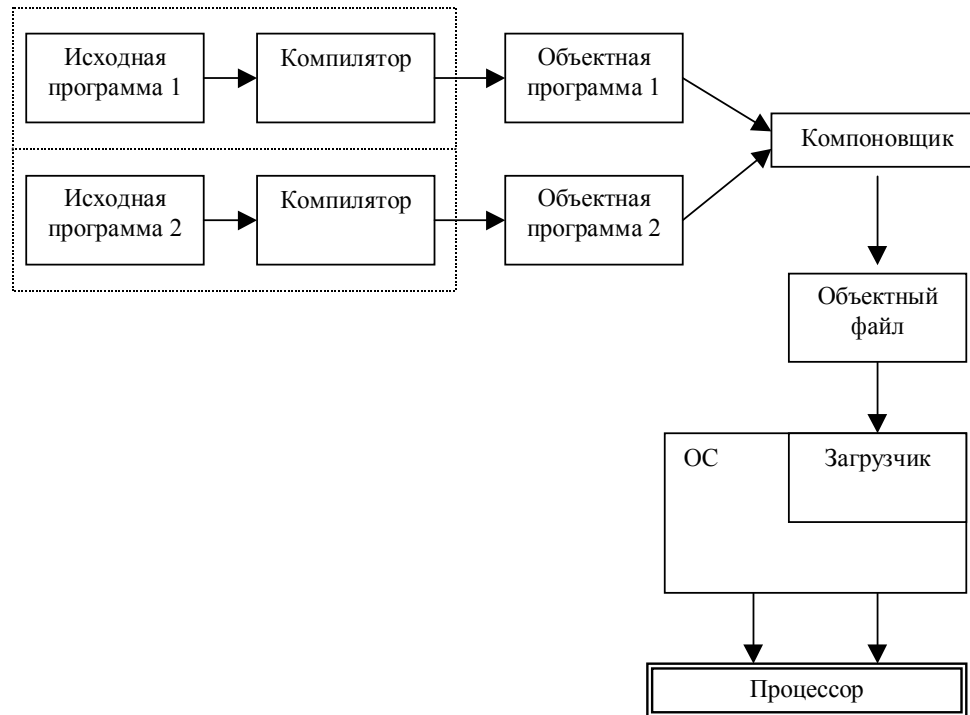 Исходная
программа 1
Компилятор
Объектная
программа 1
Компоновщик
Исходная
программа 2
Компилятор
Объектная
программа 2
Объектный
файл
ОС
Загрузчик
Процессор